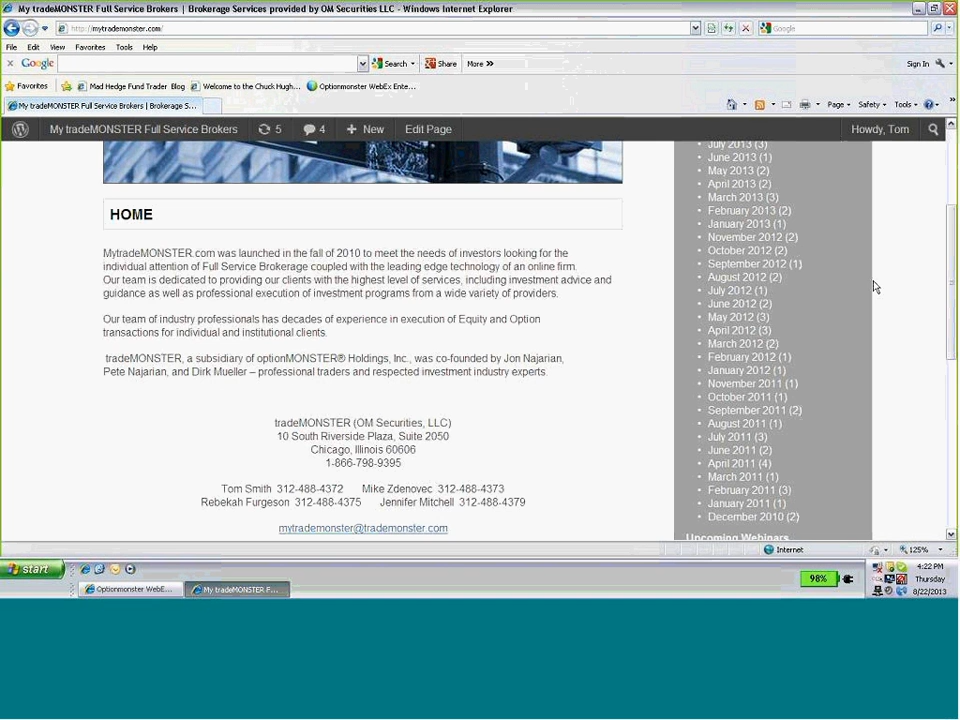 My tradeMONSTER Full Service Brokers | Brokerage Services provided by OM Securities LLC - Windows Internet Explorer
http://mytrademonster.com/
Google
File Edit View Favorites Tools Help
x Google Search Share More » Sign In
Favorites Mad Hedge Fund Trader Blog Welcome to the Chuck Hugh... Optionmonster WebEx Ente...
My tradeMONSTER Full Service Brokers | Brokerage S... Page Safety Tools
My tradeMONSTER Full Service Brokers 5 4 + New Edit Page Howdy, Tom
HOME
MytradeMONSTER.com was launched in the fall of 2010 to meet the needs of investors looking for the
individual attention of Full Service Brokerage coupled with the leading edge technology of an online firm.
Our team is dedicated to providing our clients with the highest level of services, including investment advice and
guidance as well as professional execution of investment programs from a wide variety of providers.
Our team of industry professionals has decades of experience in execution of Equity and Option
transactions for individual and institutional clients.
tradeMONSTER, a subsidiary of optionMONSTER® Holdings, Inc., was co-founded by Jon Najarian,
Pete Najarian, and Dirk Mueller – professional traders and respected investment industry experts.
tradeMONSTER (OM Securities, LLC)
10 South Riverside Plaza, Suite 2050
Chicago, Illinois 60606
1-866-798-9395
Tom Smith 312-488-4372 Mike Zdenovec 312-488-4373
Rebekah Furgeson 312-488-4375 Jennifer Mitchell 312-488-4379
mytrademonster@trademonster.com
• July 2013 (3)
• June 2013 (1)
• May 2013 (2)
• April 2013 (2)
• March 2013 (3)
• February 2013 (2)
• January 2013 (1)
• November 2012 (2)
• October 2012 (2)
• September 2012 (1)
• August 2012 (2)
• July 2012 (1)
• June 2012 (2)
• May 2012 (3)
• April 2012 (3)
• March 2012 (2)
• February 2012 (1)
• January 2012 (1)
• November 2011 (1)
• October 2011 (1)
• September 2011 (2)
• August 2011 (1)
• July 2011 (3)
• June 2011 (2)
• April 2011 (4)
• March 2011 (1)
• February 2011 (3)
• January 2011 (1)
• December 2010 (2)
Upcoming Webinars
Internet 125%
start
98%
4:22 PM
Thursday
8/22/2013
Optionmonster WebE... My tradeMONSTER F...